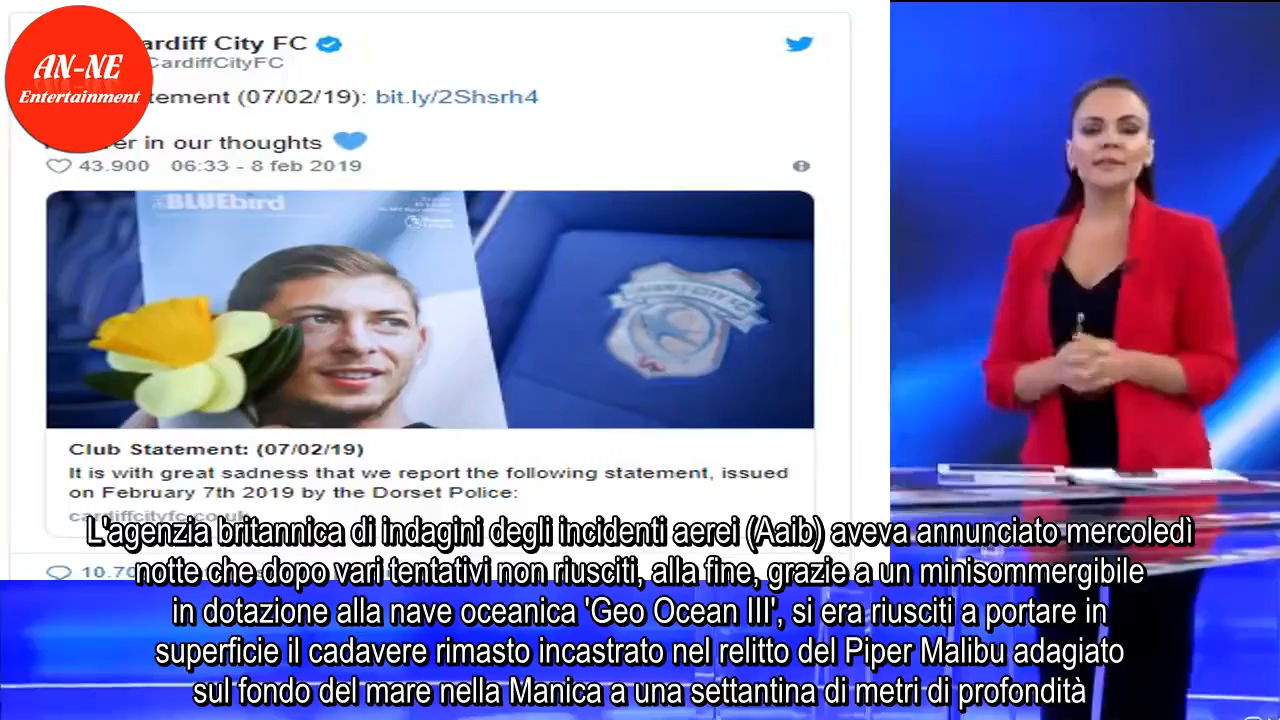 AN-NE
Entertainment
ardiff City FC
CardiffCityFC
tement (07/02/19): bit.ly/2Shsrh4
er in our thoughts 💙
43.900 06:33 - 8 feb 2019
BLUEbird
Club Statement: (07/02/19)
It is with great sadness that we report the following statement, issued
on February 7th 2019 by the Dorset Police:
cardiffcityfc.co.uk
L'agenzia britannica di indagini degli incidenti aerei (Aaib) aveva annunciato mercoledì
notte che dopo vari tentativi non riusciti, alla fine, grazie a un minisommergibile
in dotazione alla nave oceanica 'Geo Ocean III', si era riusciti a portare in
superficie il cadavere rimasto incastrato nel relitto del Piper Malibu adagiato
sul fondo del mare nella Manica a una settantina di metri di profondità